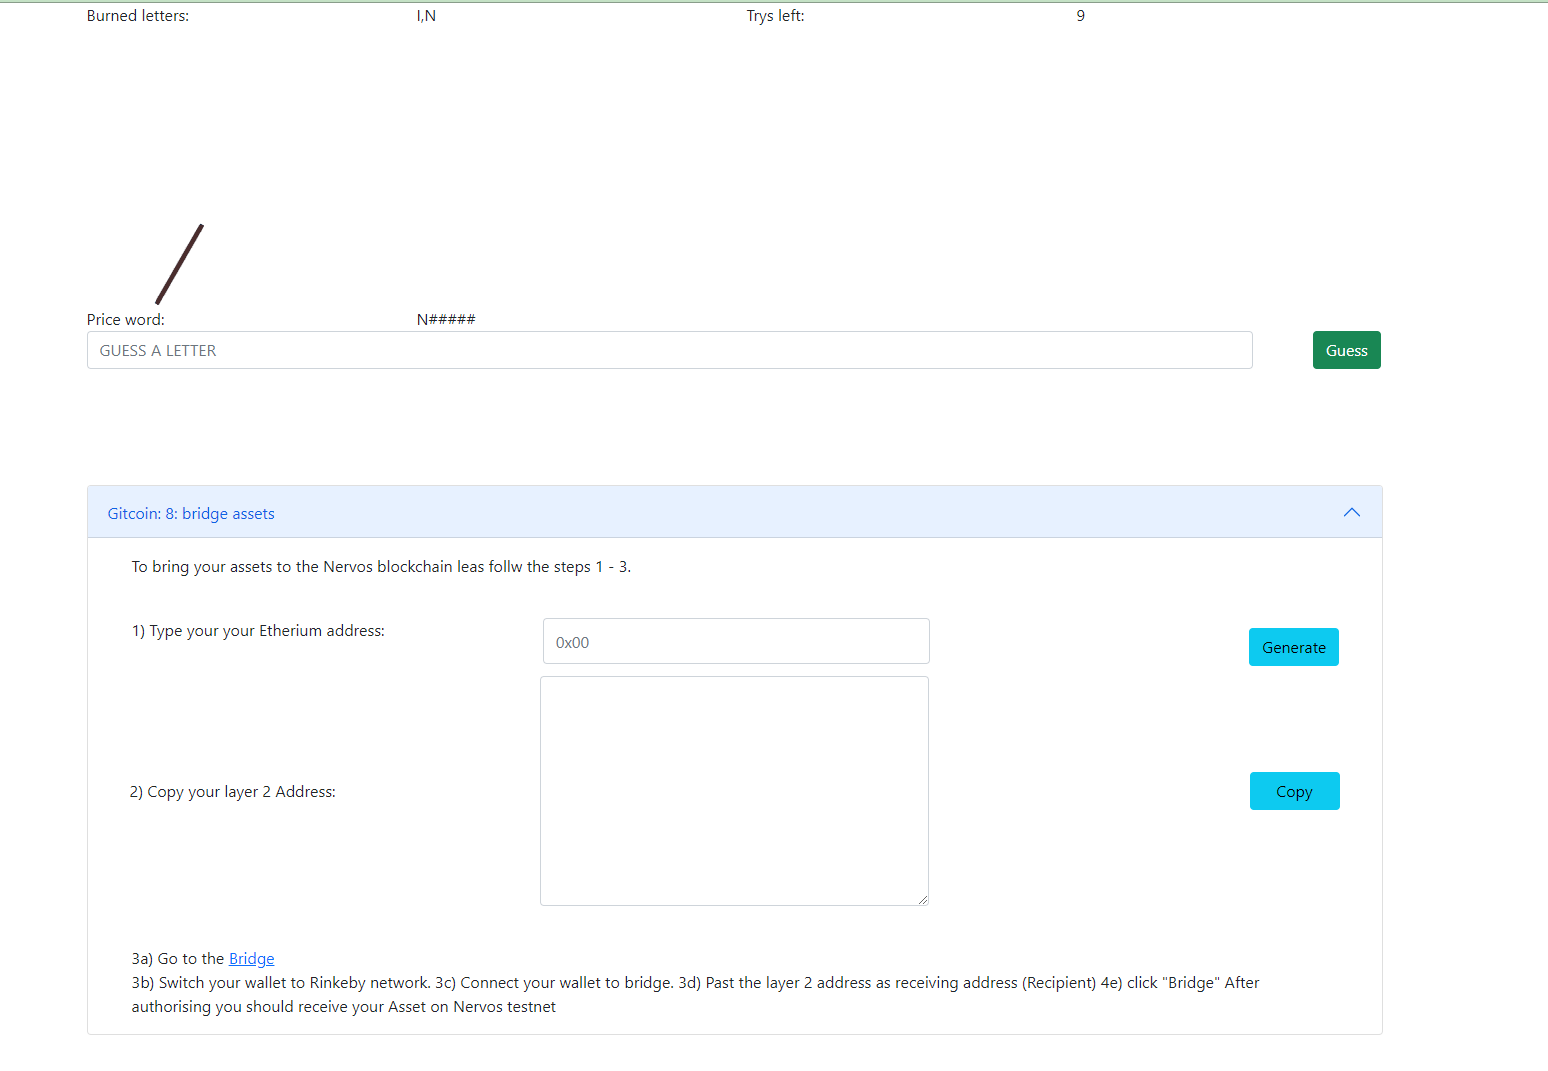 Burned letters: I,N Trys left: 9
Price word: N#####
GUESS A LETTER Guess
Gitcoin: 8: bridge assets
To bring your assets to the Nervos blockchain leas follw the steps 1 - 3.
1) Type your your Etherium address: 0x00 Generate
2) Copy your layer 2 Address: Copy
3a) Go to the Bridge
3b) Switch your wallet to Rinkeby network. 3c) Connect your wallet to bridge. 3d) Past the layer 2 address as receiving address (Recipient) 4e) click "Bridge" After
authorising you should receive your Asset on Nervos testnet